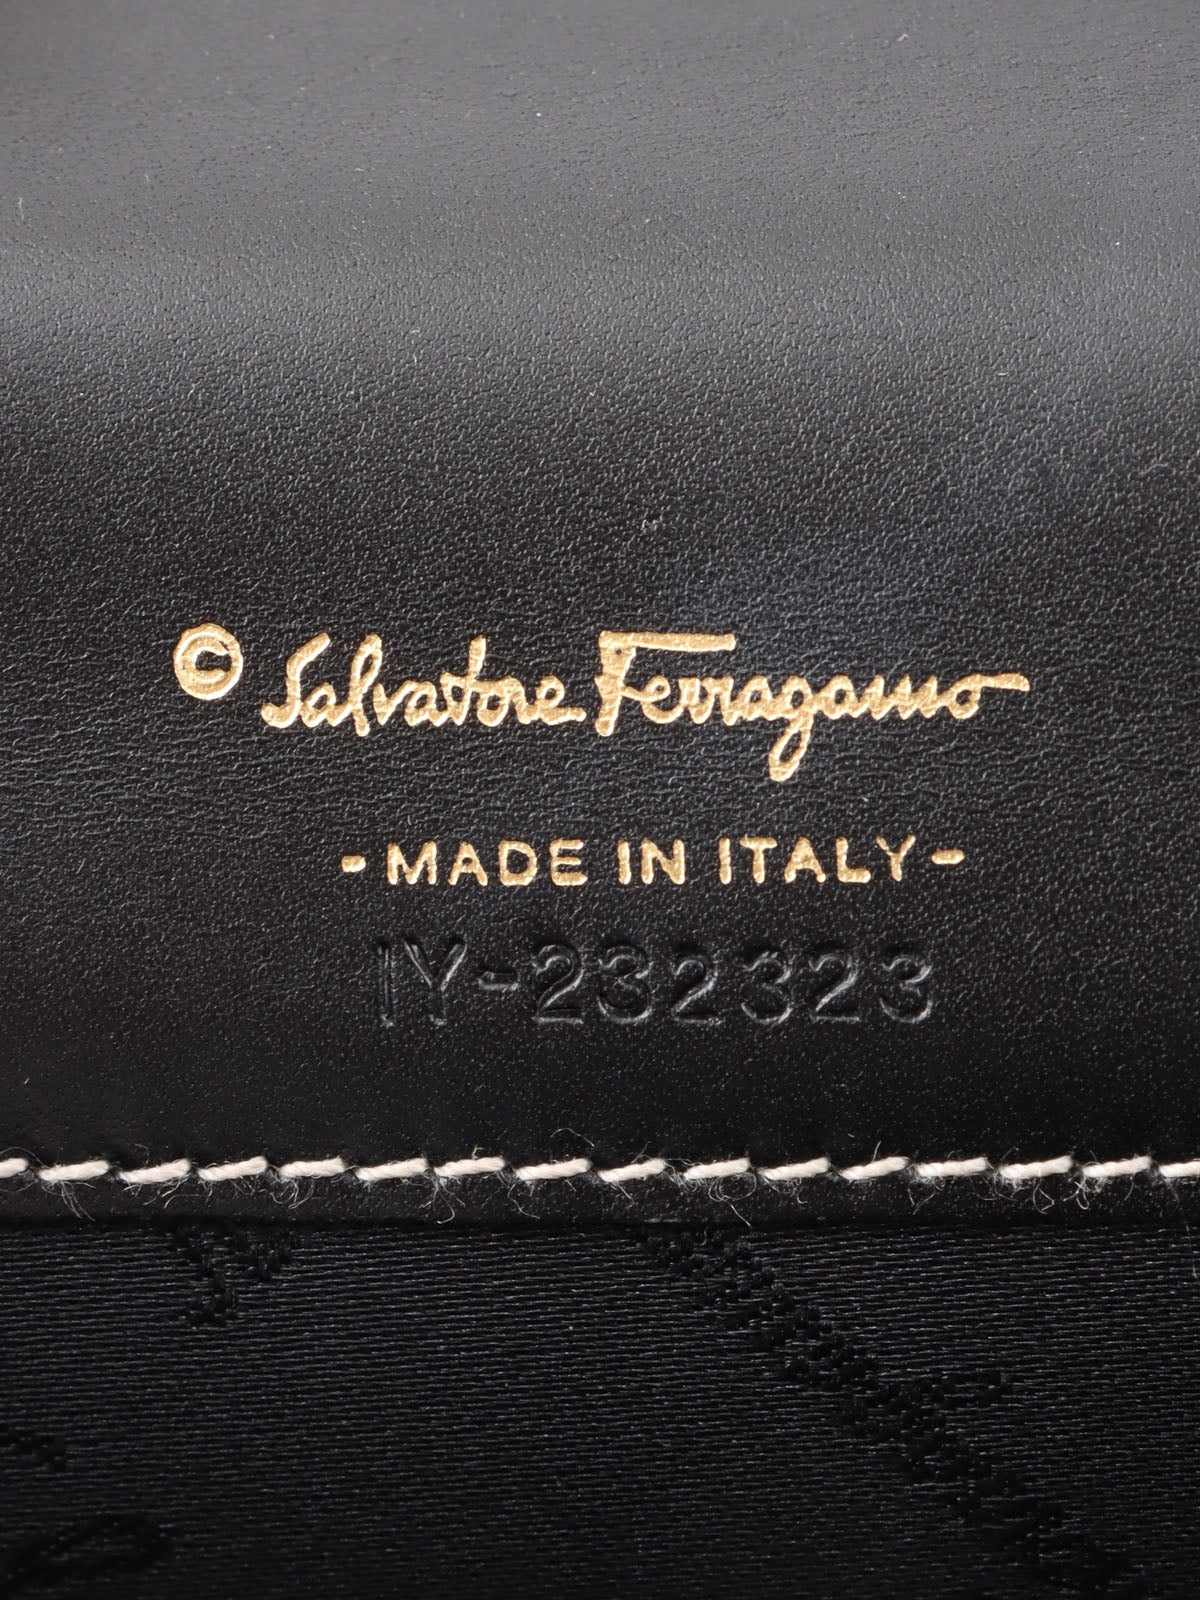 © Salvatore Ferragamo
- MADE IN ITALY -
IY-232323